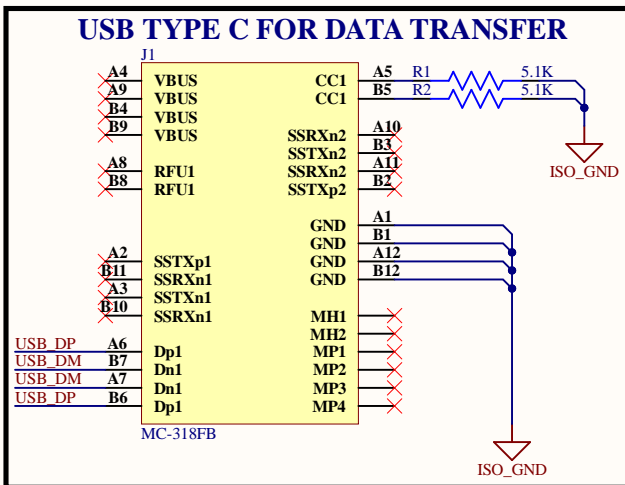 USB TYPE C FOR DATA TRANSFER
J1
A4 VBUS CC1 A5 R1 5.1K
A9 VBUS CC1 B5 R2 5.1K
B4 VBUS
B9 VBUS SSRXn2 A10
SSTXn2 B3
A8 RFU1 SSRXn2 A11
B8 RFU1 SSTXp2 B2
ISO_GND
GND A1
GND B1
A2 SSTXp1 GND A12
B11 SSRXn1 GND B12
A3 SSTXn1
B10 SSRXn1 MH1
MH2
USB_DP A6 Dp1 MP1
USB_DM B7 Dn1 MP2
USB_DM A7 Dn1 MP3
USB_DP B6 Dp1 MP4
MC-318FB
ISO_GND